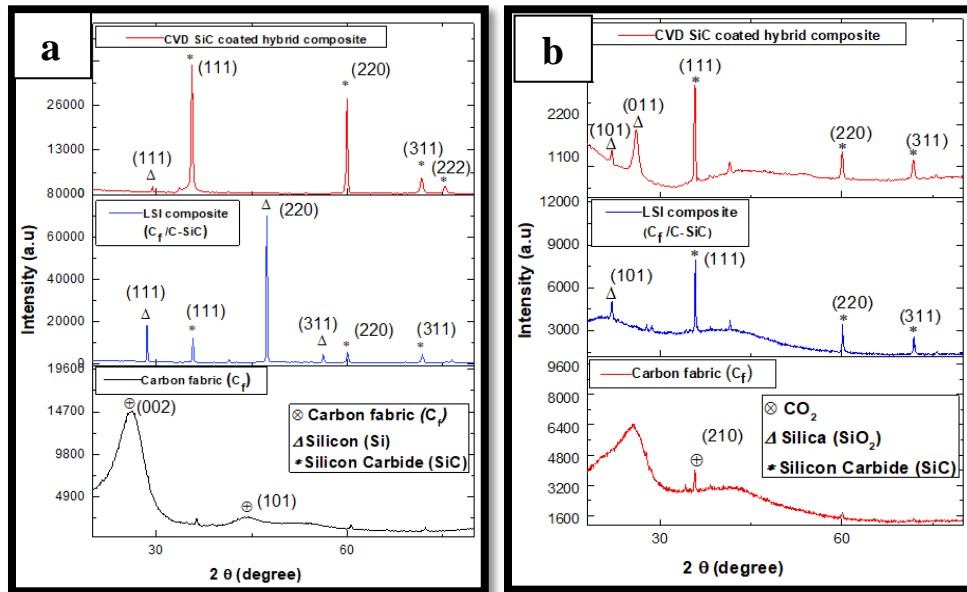 a
CVD SiC coated hybrid composite
* (111)
* (220)
(111)
Δ
(311)
*
(222)
*
26000
13000
80000
LSI composite
(Cf /C-SiC)
Δ (220)
(111)
Δ
(111)
*
(311)
Δ
(220)
*
(311)
*
60000
40000
20000
0
Carbon fabric (Cf)
⊕ (002)
⊕ (101)
⊗ Carbon fabric (Cf)
Δ Silicon (Si)
* Silicon Carbide (SiC)
19600
14700
9800
4900
30
60
2 θ (degree)
Intensity (a.u)
b
CVD SiC coated hybrid composite
(111)
*
(011)
Δ
(101)
Δ
(220)
*
(311)
*
2200
1100
12000
LSI composite
(Cf /C-SiC)
* (111)
(101)
Δ
(220)
*
(311)
*
9000
6000
3000
0
Carbon fabric (Cf)
(210)
⊕
⊗ CO2
Δ Silica (SiO2)
* Silicon Carbide (SiC)
9600
8000
6400
4800
3200
1600
30
60
2 θ (degree)
Intensity (a.u)